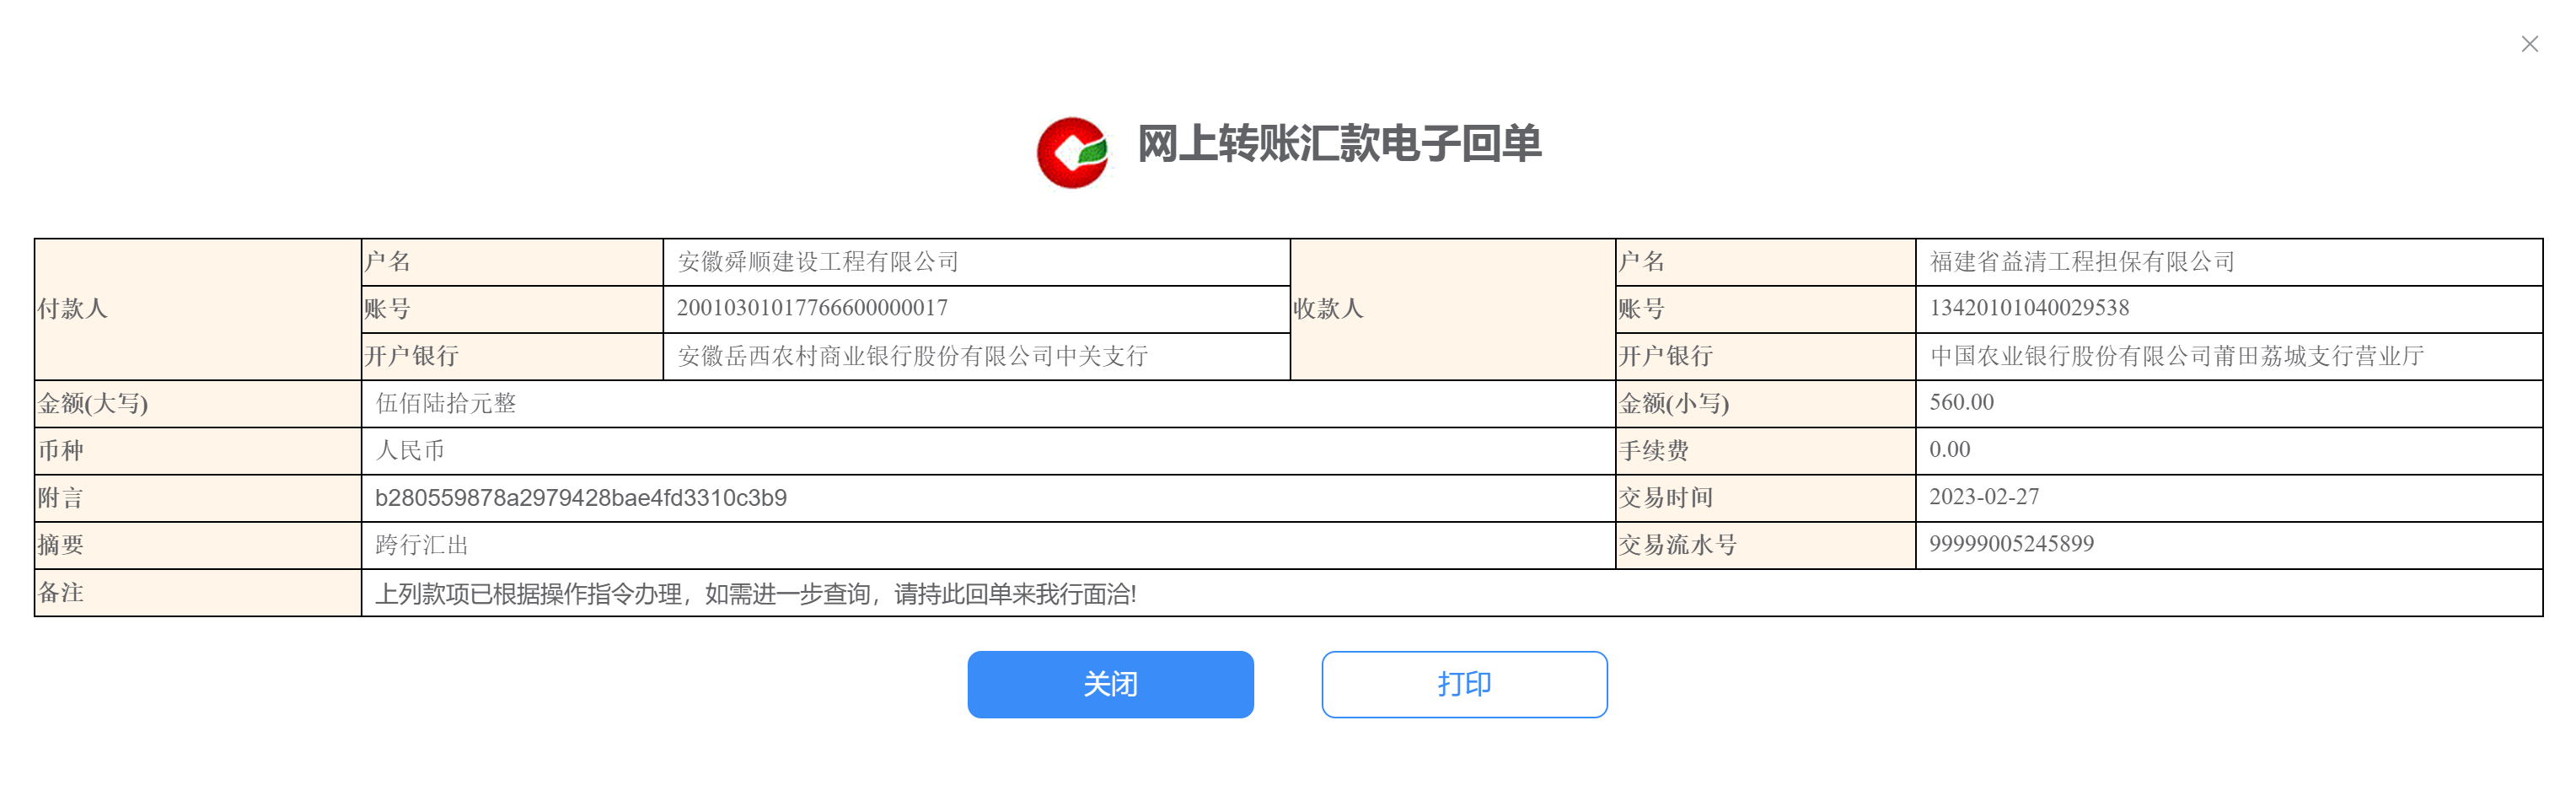 网上转账汇款电子回单
付款人 户名 安徽舜顺建设工程有限公司 收款人 户名 福建省益清工程担保有限公司
账号 20010301017766600000017 账号 13420101040029538
开户银行 安徽岳西农村商业银行股份有限公司中关支行 开户银行 中国农业银行股份有限公司莆田荔城支行营业厅
金额(大写) 伍佰陆拾元整 金额(小写) 560.00
币种 人民币 手续费 0.00
附言 b280559878a2979428bae4fd3310c3b9 交易时间 2023-02-27
摘要 跨行汇出 交易流水号 99999005245899
备注 上列款项已根据操作指令办理，如需进一步查询，请持此回单来我行面洽!
关闭 打印